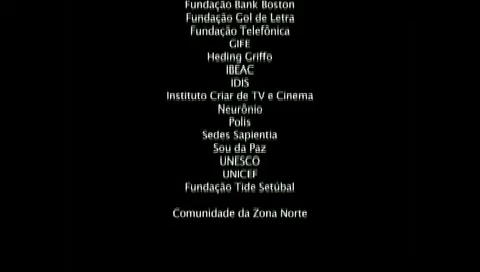 Fundação Bank Boston
Fundação Gol de Letra
Fundação Telefônica
GIFE
Heding Griffo
IBEAC
IDIS
Instituto Criar de TV e Cinema
Neurônio
Polis
Sedes Sapientia
Sou da Paz
UNESCO
UNICEF
Fundação Tide Setúbal
Comunidade da Zona Norte